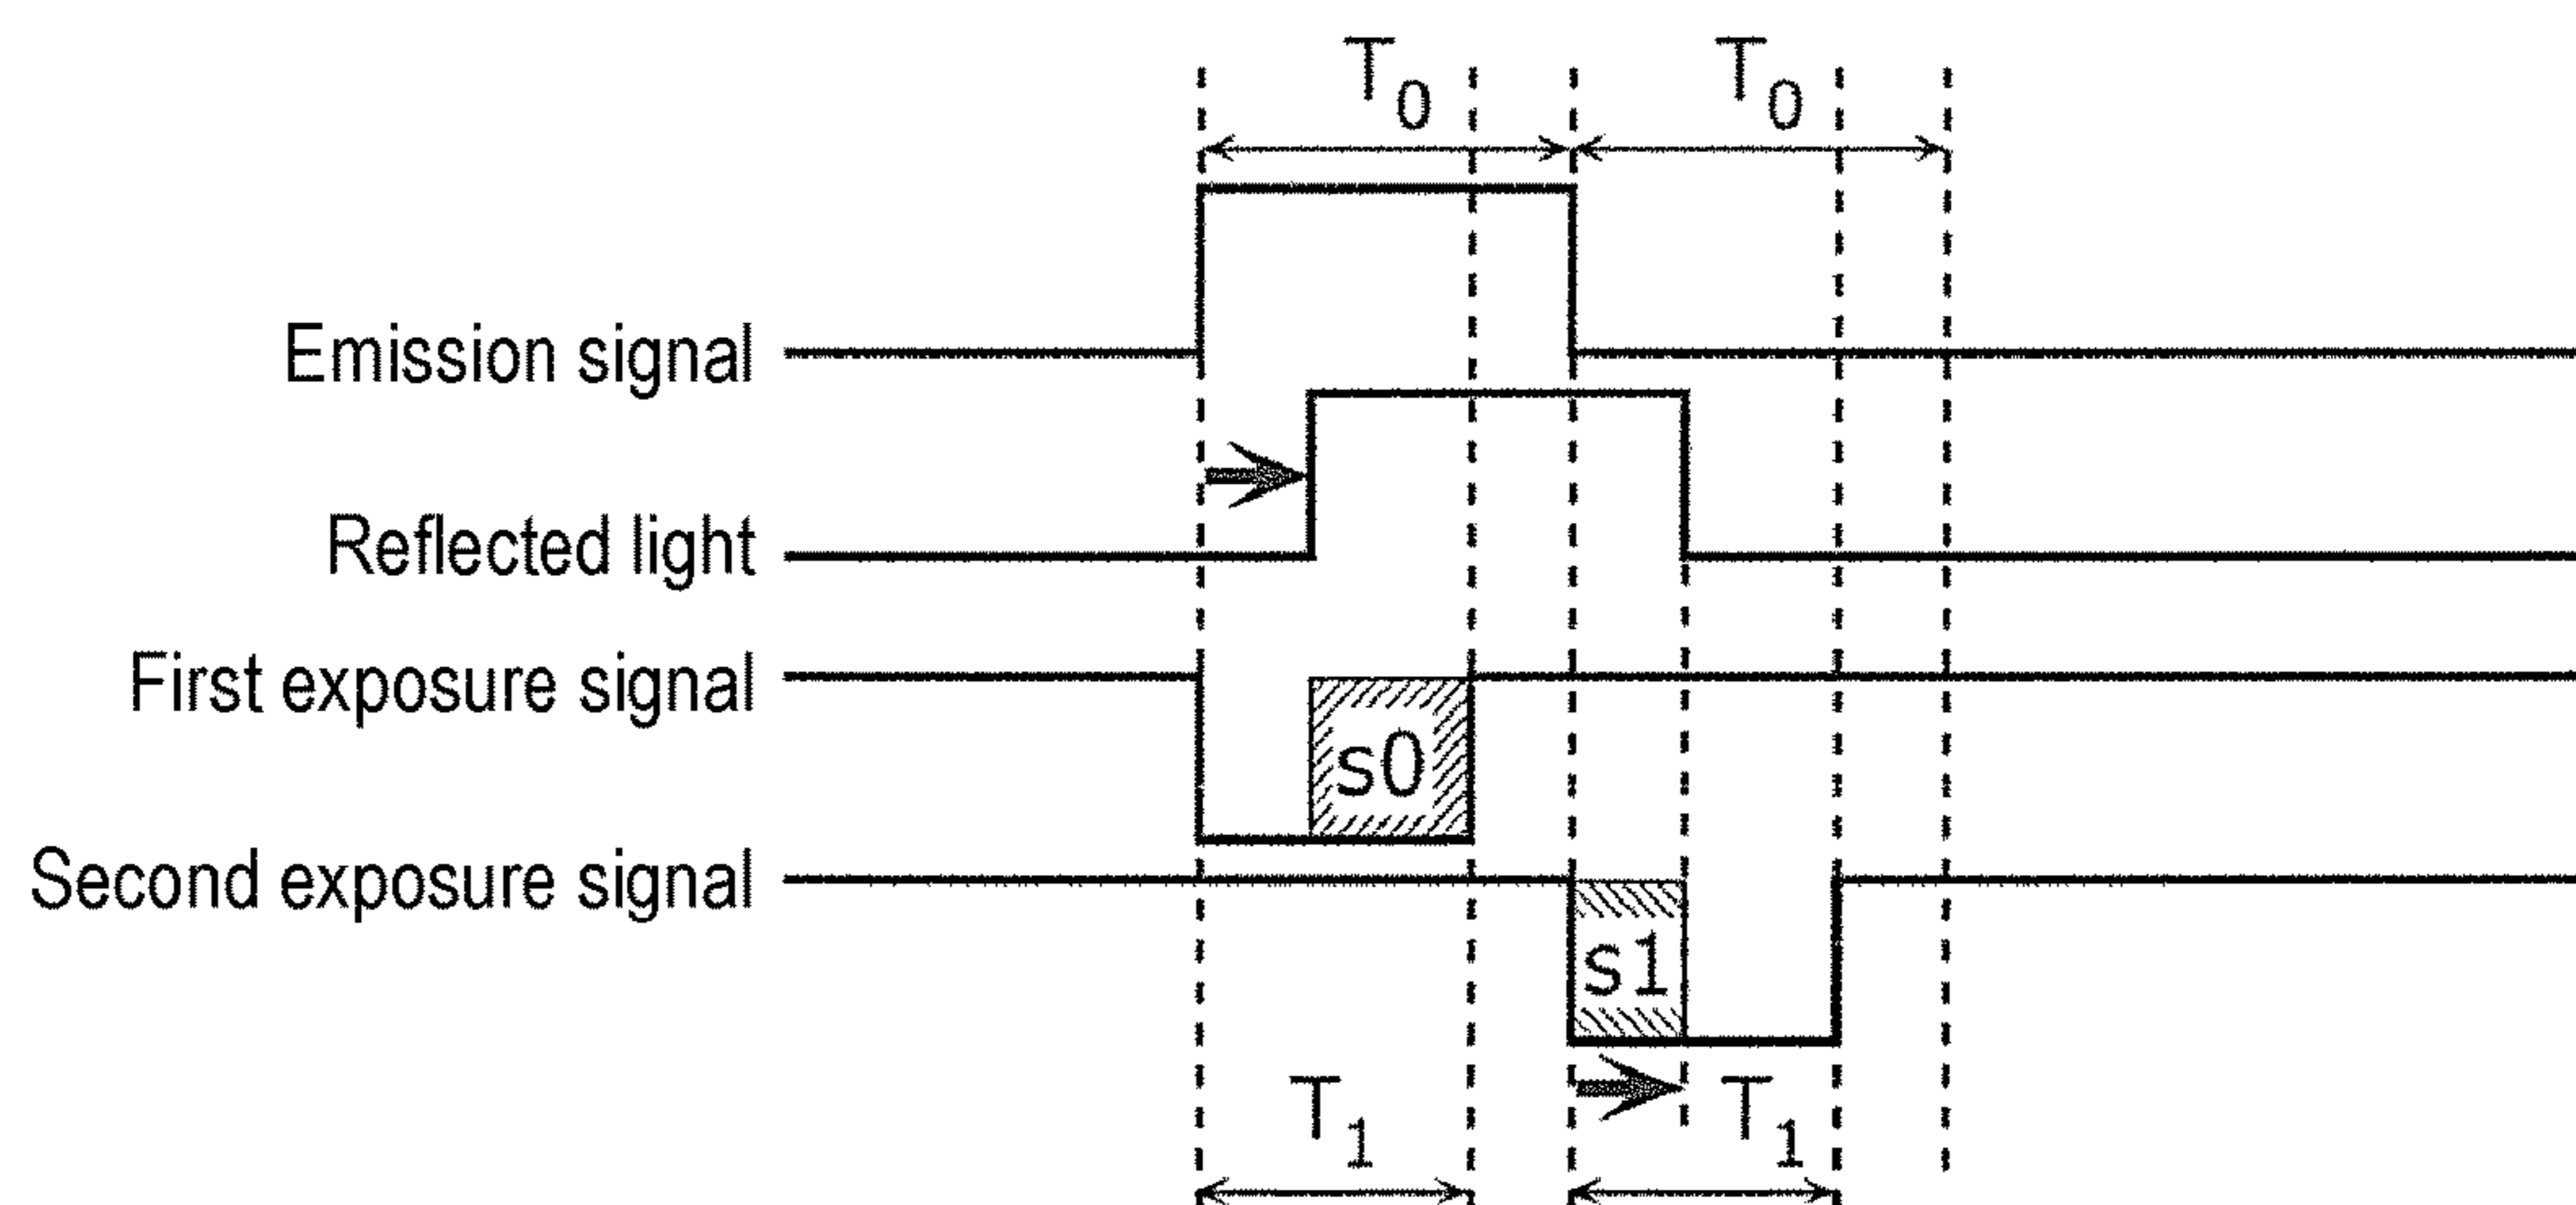 T0 T0
Emission signal
Reflected light
First exposure signal
s0
Second exposure signal
s1
T1 T1